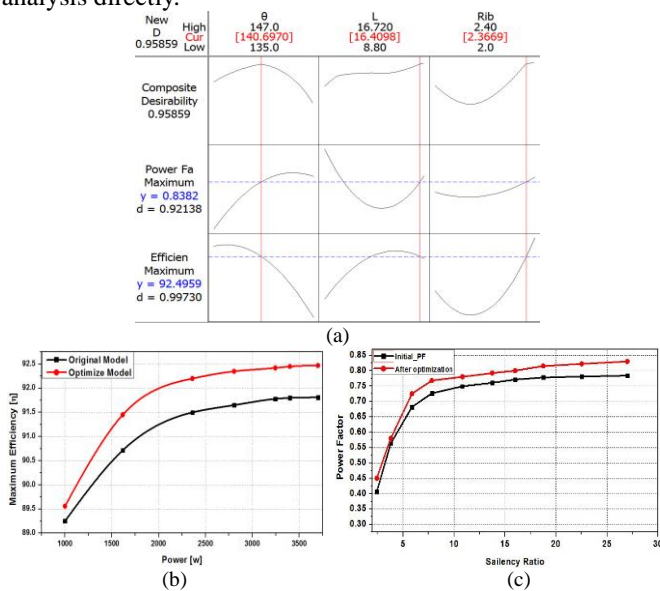 analysis directly.
New
D
0.95859
High
Cur
Low
θ
147.0
[140.6970]
135.0
L
16.720
[16.4098]
8.80
Rib
2.40
[2.3669]
2.0
Composite
Desirability
0.95859
Power Fa
Maximum
y = 0.8382
d = 0.92138
Efficien
Maximum
y = 92.4959
d = 0.99730
(a)
Original Model
Optimize Model
Maximum Efficiency [η]
92.5
92.0
91.5
91.0
90.5
90.0
89.5
89.0
1000
1500
2000
2500
3000
3500
Power [w]
(b)
Initial_PF
After optimization
Power Factor
0.85
0.80
0.75
0.70
0.65
0.60
0.55
0.50
0.45
0.40
0.35
0.30
5
10
15
20
25
30
Sailency Ratio
(c)